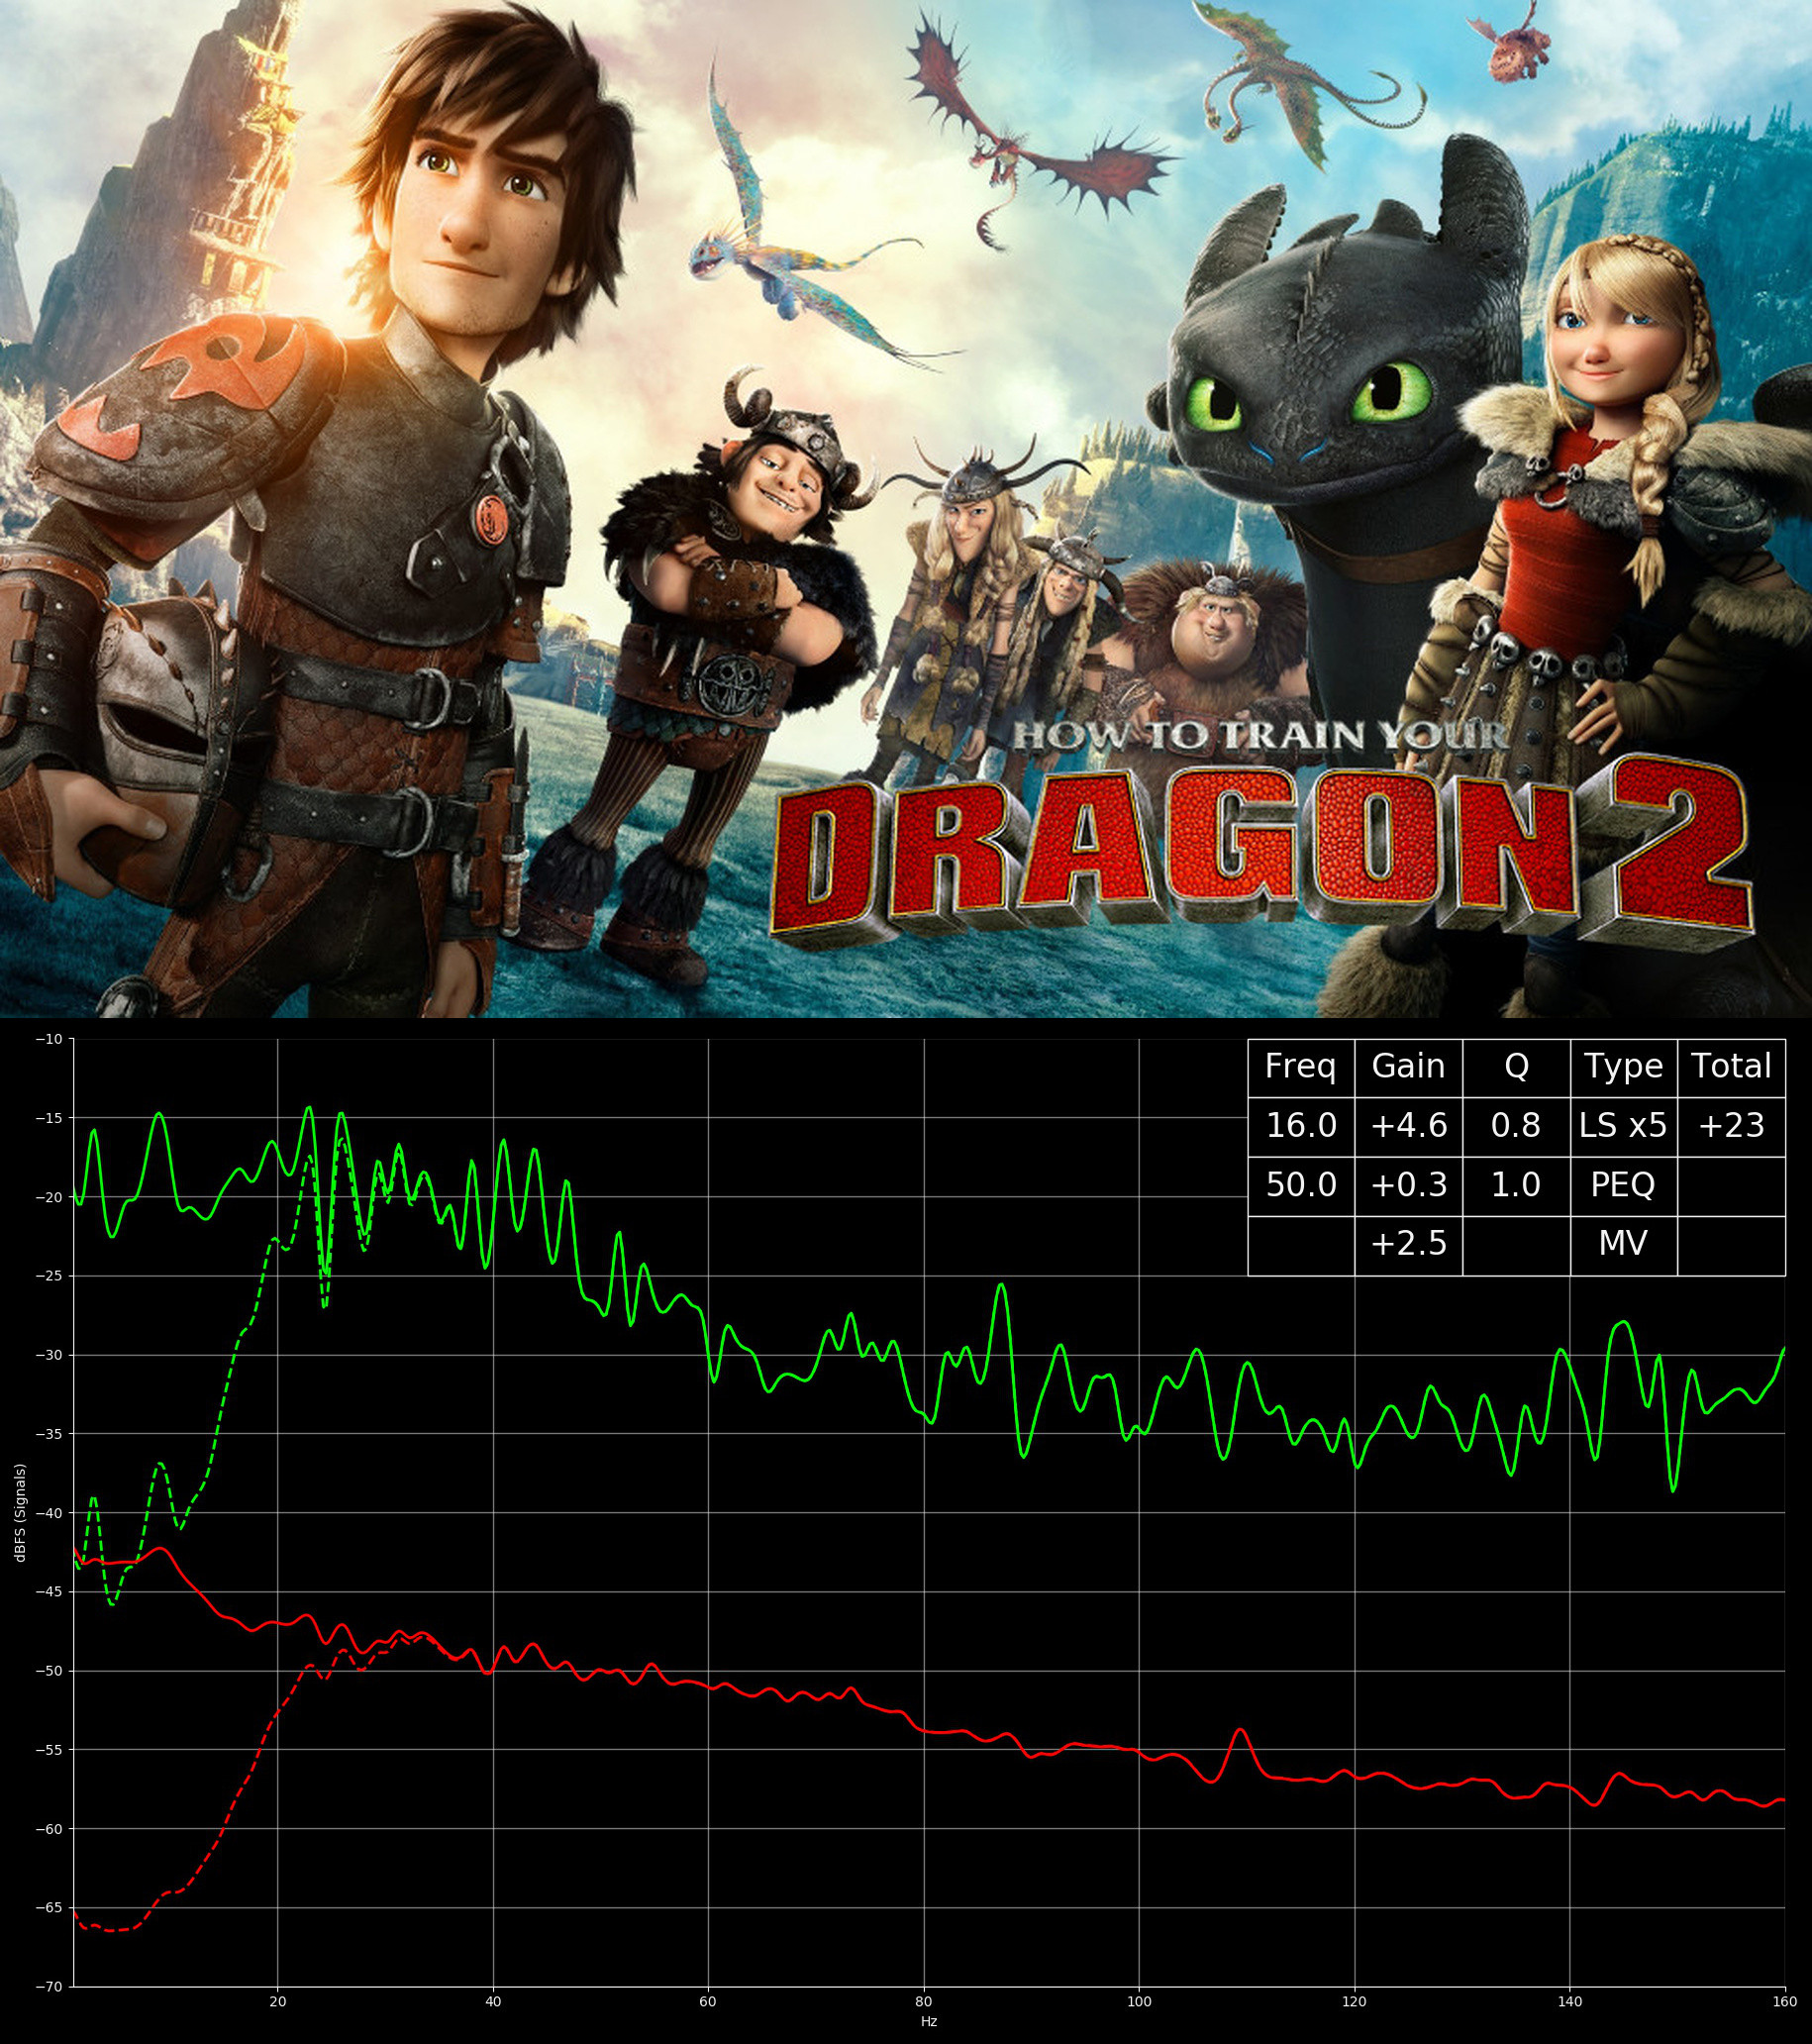 HOW TO TRAIN YOUR
DRAGON 2
Freq Gain Q Type Total
16.0 +4.6 0.8 LS x5 +23
50.0 +0.3 1.0 PEQ
+2.5 MV
−10
−15
−20
−25
−30
−35
−40
−45
−50
−55
−60
−65
−70
dBFS (Signals)
20 40 60 80 100 120 140 160
Hz